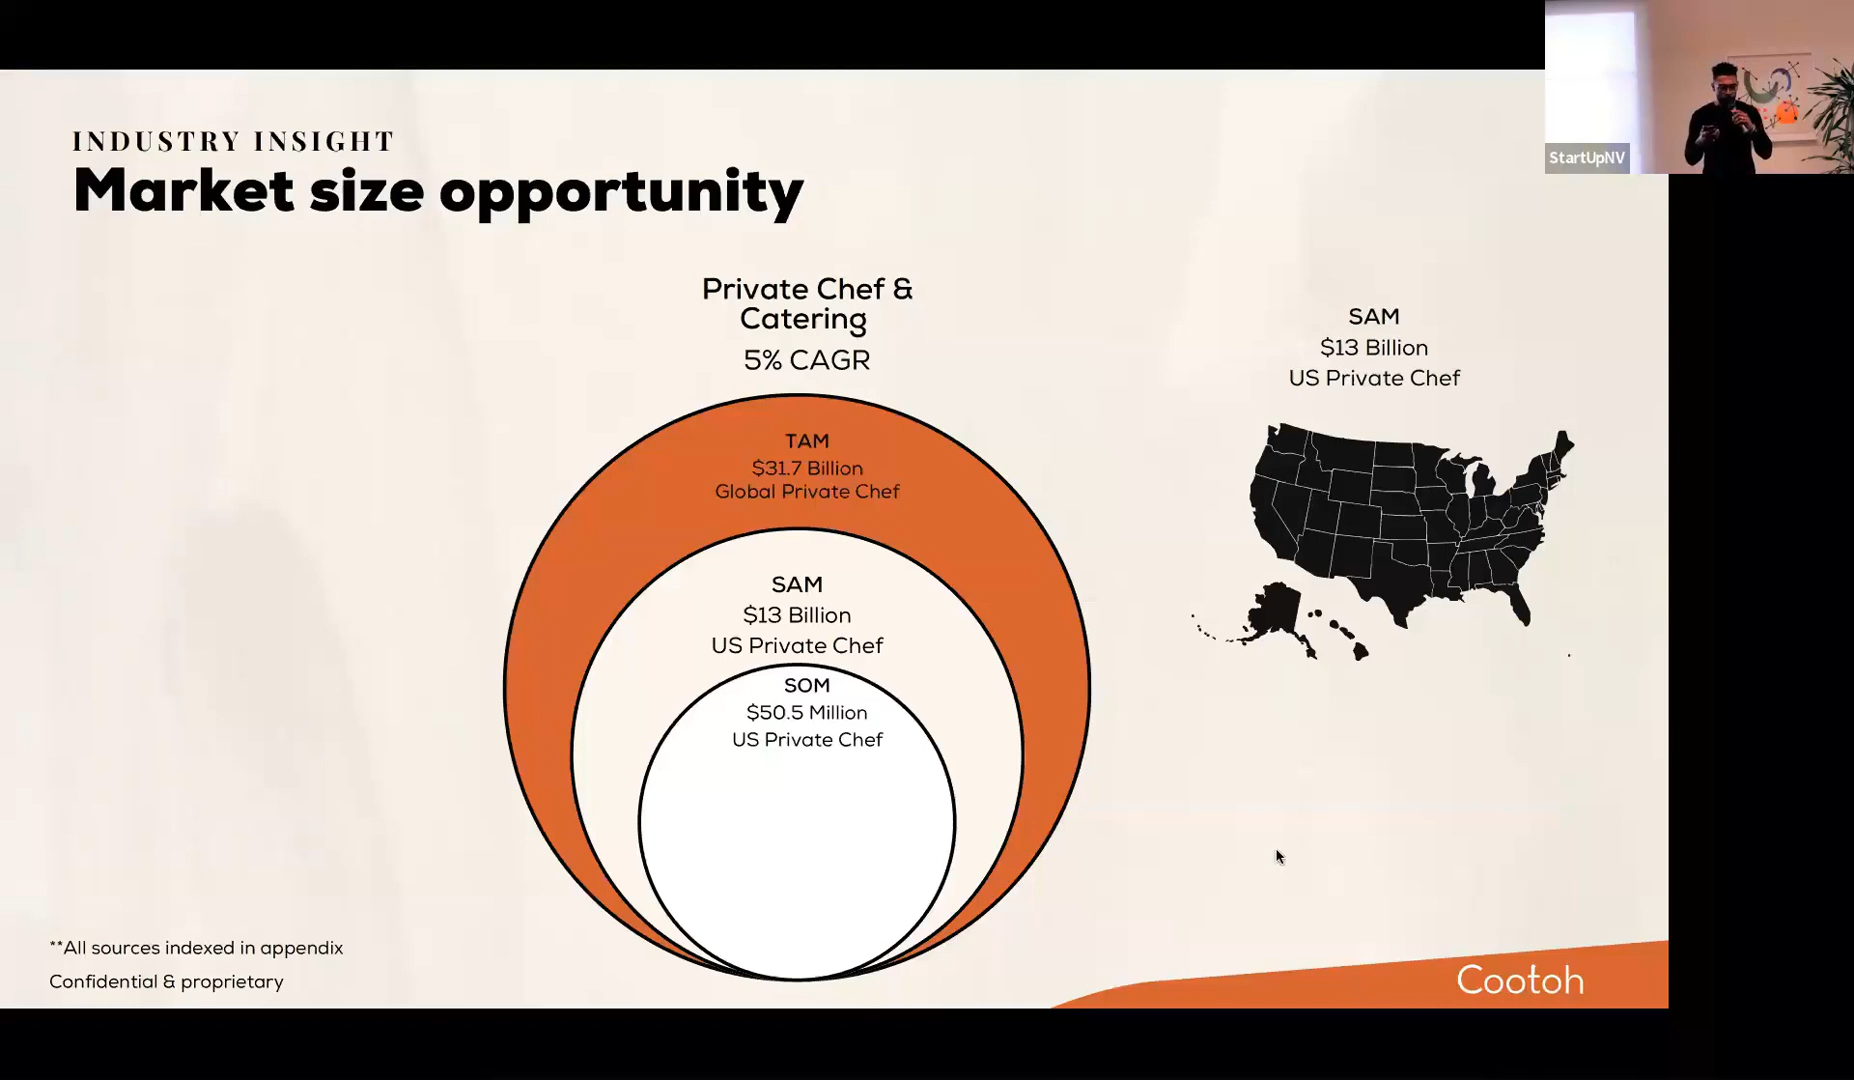 StartUpNV
INDUSTRY INSIGHT
Market size opportunity
Private Chef &
Catering
5% CAGR
TAM
$31.7 Billion
Global Private Chef
SAM
$13 Billion
US Private Chef
SOM
$50.5 Million
US Private Chef
SAM
$13 Billion
US Private Chef
**All sources indexed in appendix
Confidential & proprietary
Cootoh